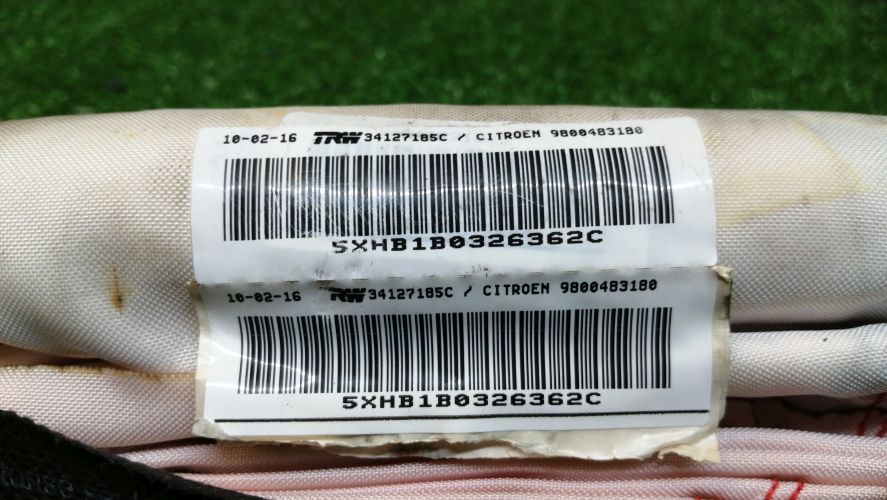 10-02-16 TRW 34127185C / CITROEN 9800483180
5XHB1B0326362C
10-02-16 TRW 34127185C / CITROEN 9800483180
5XHB1B0326362C